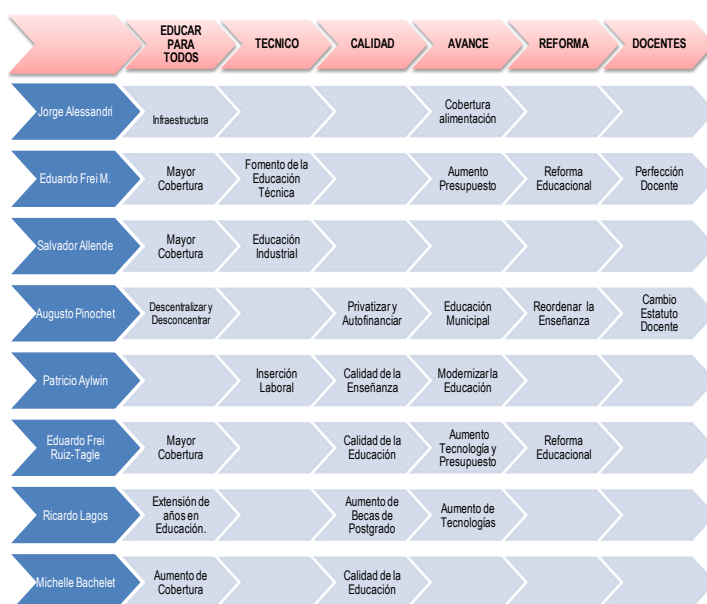 EDUCAR
PARA
TODOS
TECNICO
CALIDAD
AVANCE
REFORMA
DOCENTES
Jorge Alessandri
Infraestructura
Cobertura
alimentación
Eduardo Frei M.
Mayor
Cobertura
Fomento de la
Educación
Técnica
Aumento
Presupuesto
Reforma
Educacional
Perfección
Docente
Salvador Allende
Mayor
Cobertura
Educación
Industrial
Augusto Pinochet
Descentralizar y
Desconcentrar
Privatizar y
Autofinanciar
Educación
Municipal
Reordenar la
Enseñanza
Cambio
Estatuto
Docente
Patricio Aylwin
Inserción
Laboral
Calidad de la
Enseñanza
Modernizar la
Educación
Eduardo Frei
Ruiz-Tagle
Mayor
Cobertura
Calidad de la
Educación
Aumento
Tecnología y
Presupuesto
Reforma
Educacional
Ricardo Lagos
Extensión de
años en
Educación.
Aumento de
Becas de
Postgrado
Aumento de
Tecnologías
Michelle Bachelet
Aumento de
Cobertura
Calidad de la
Educación